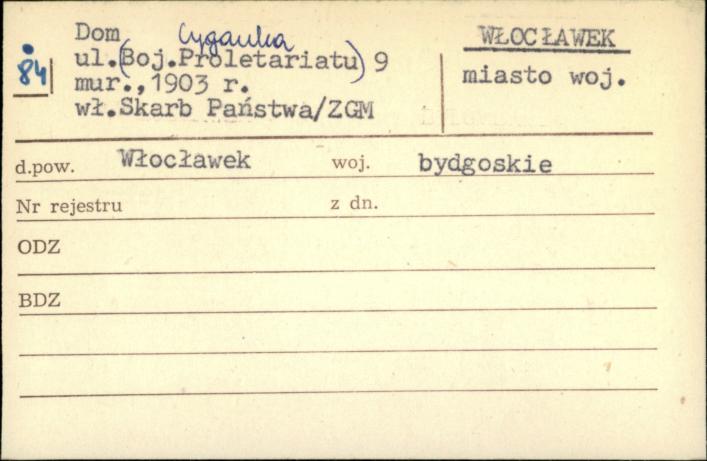 Dom Cyganka WŁOCŁAWEK
84 ul.(Boj.Proletariatu) 9 miasto woj.
mur.,1903 r.
wł.Skarb Państwa/ZGM
d.pow. Włocławek woj. bydgoskie
Nr rejestru z dn.
ODZ
BDZ